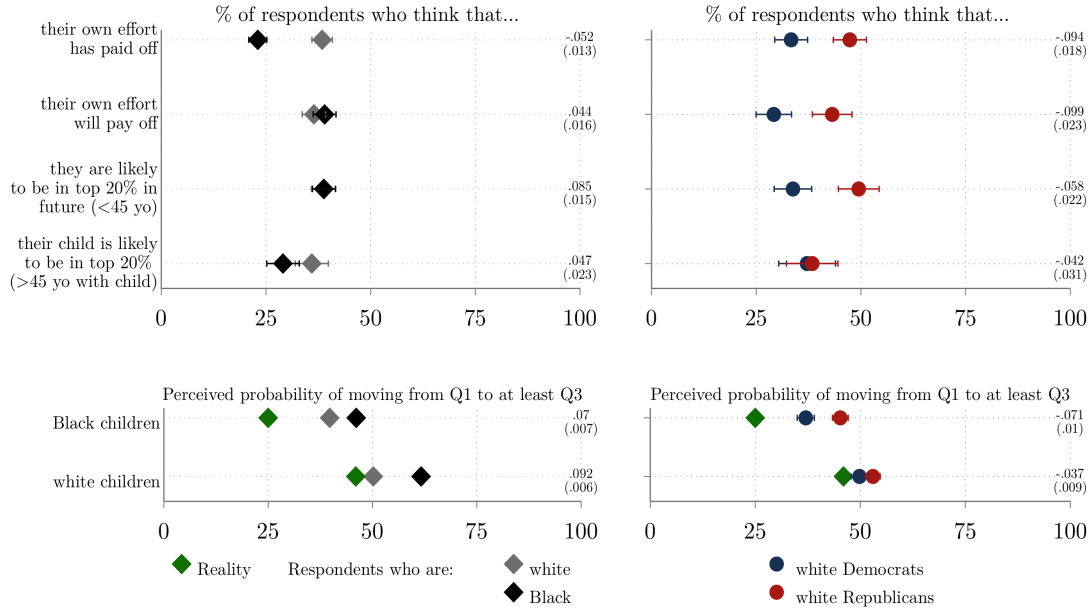 % of respondents who think that...
their own effort
has paid off
-.052
(.013)
their own effort
will pay off
.044
(.016)
they are likely
to be in top 20% in
future (<45 yo)
.085
(.015)
their child is likely
to be in top 20%
(>45 yo with child)
.047
(.023)
0 25 50 75 100
% of respondents who think that...
-.094
(.018)
-.099
(.023)
-.058
(.022)
-.042
(.031)
0 25 50 75 100
Perceived probability of moving from Q1 to at least Q3
Black children
.07
(.007)
white children
.092
(.006)
0 25 50 75 100
Perceived probability of moving from Q1 to at least Q3
-.071
(.01)
-.037
(.009)
0 25 50 75 100
Reality
Respondents who are:
white
Black
white Democrats
white Republicans